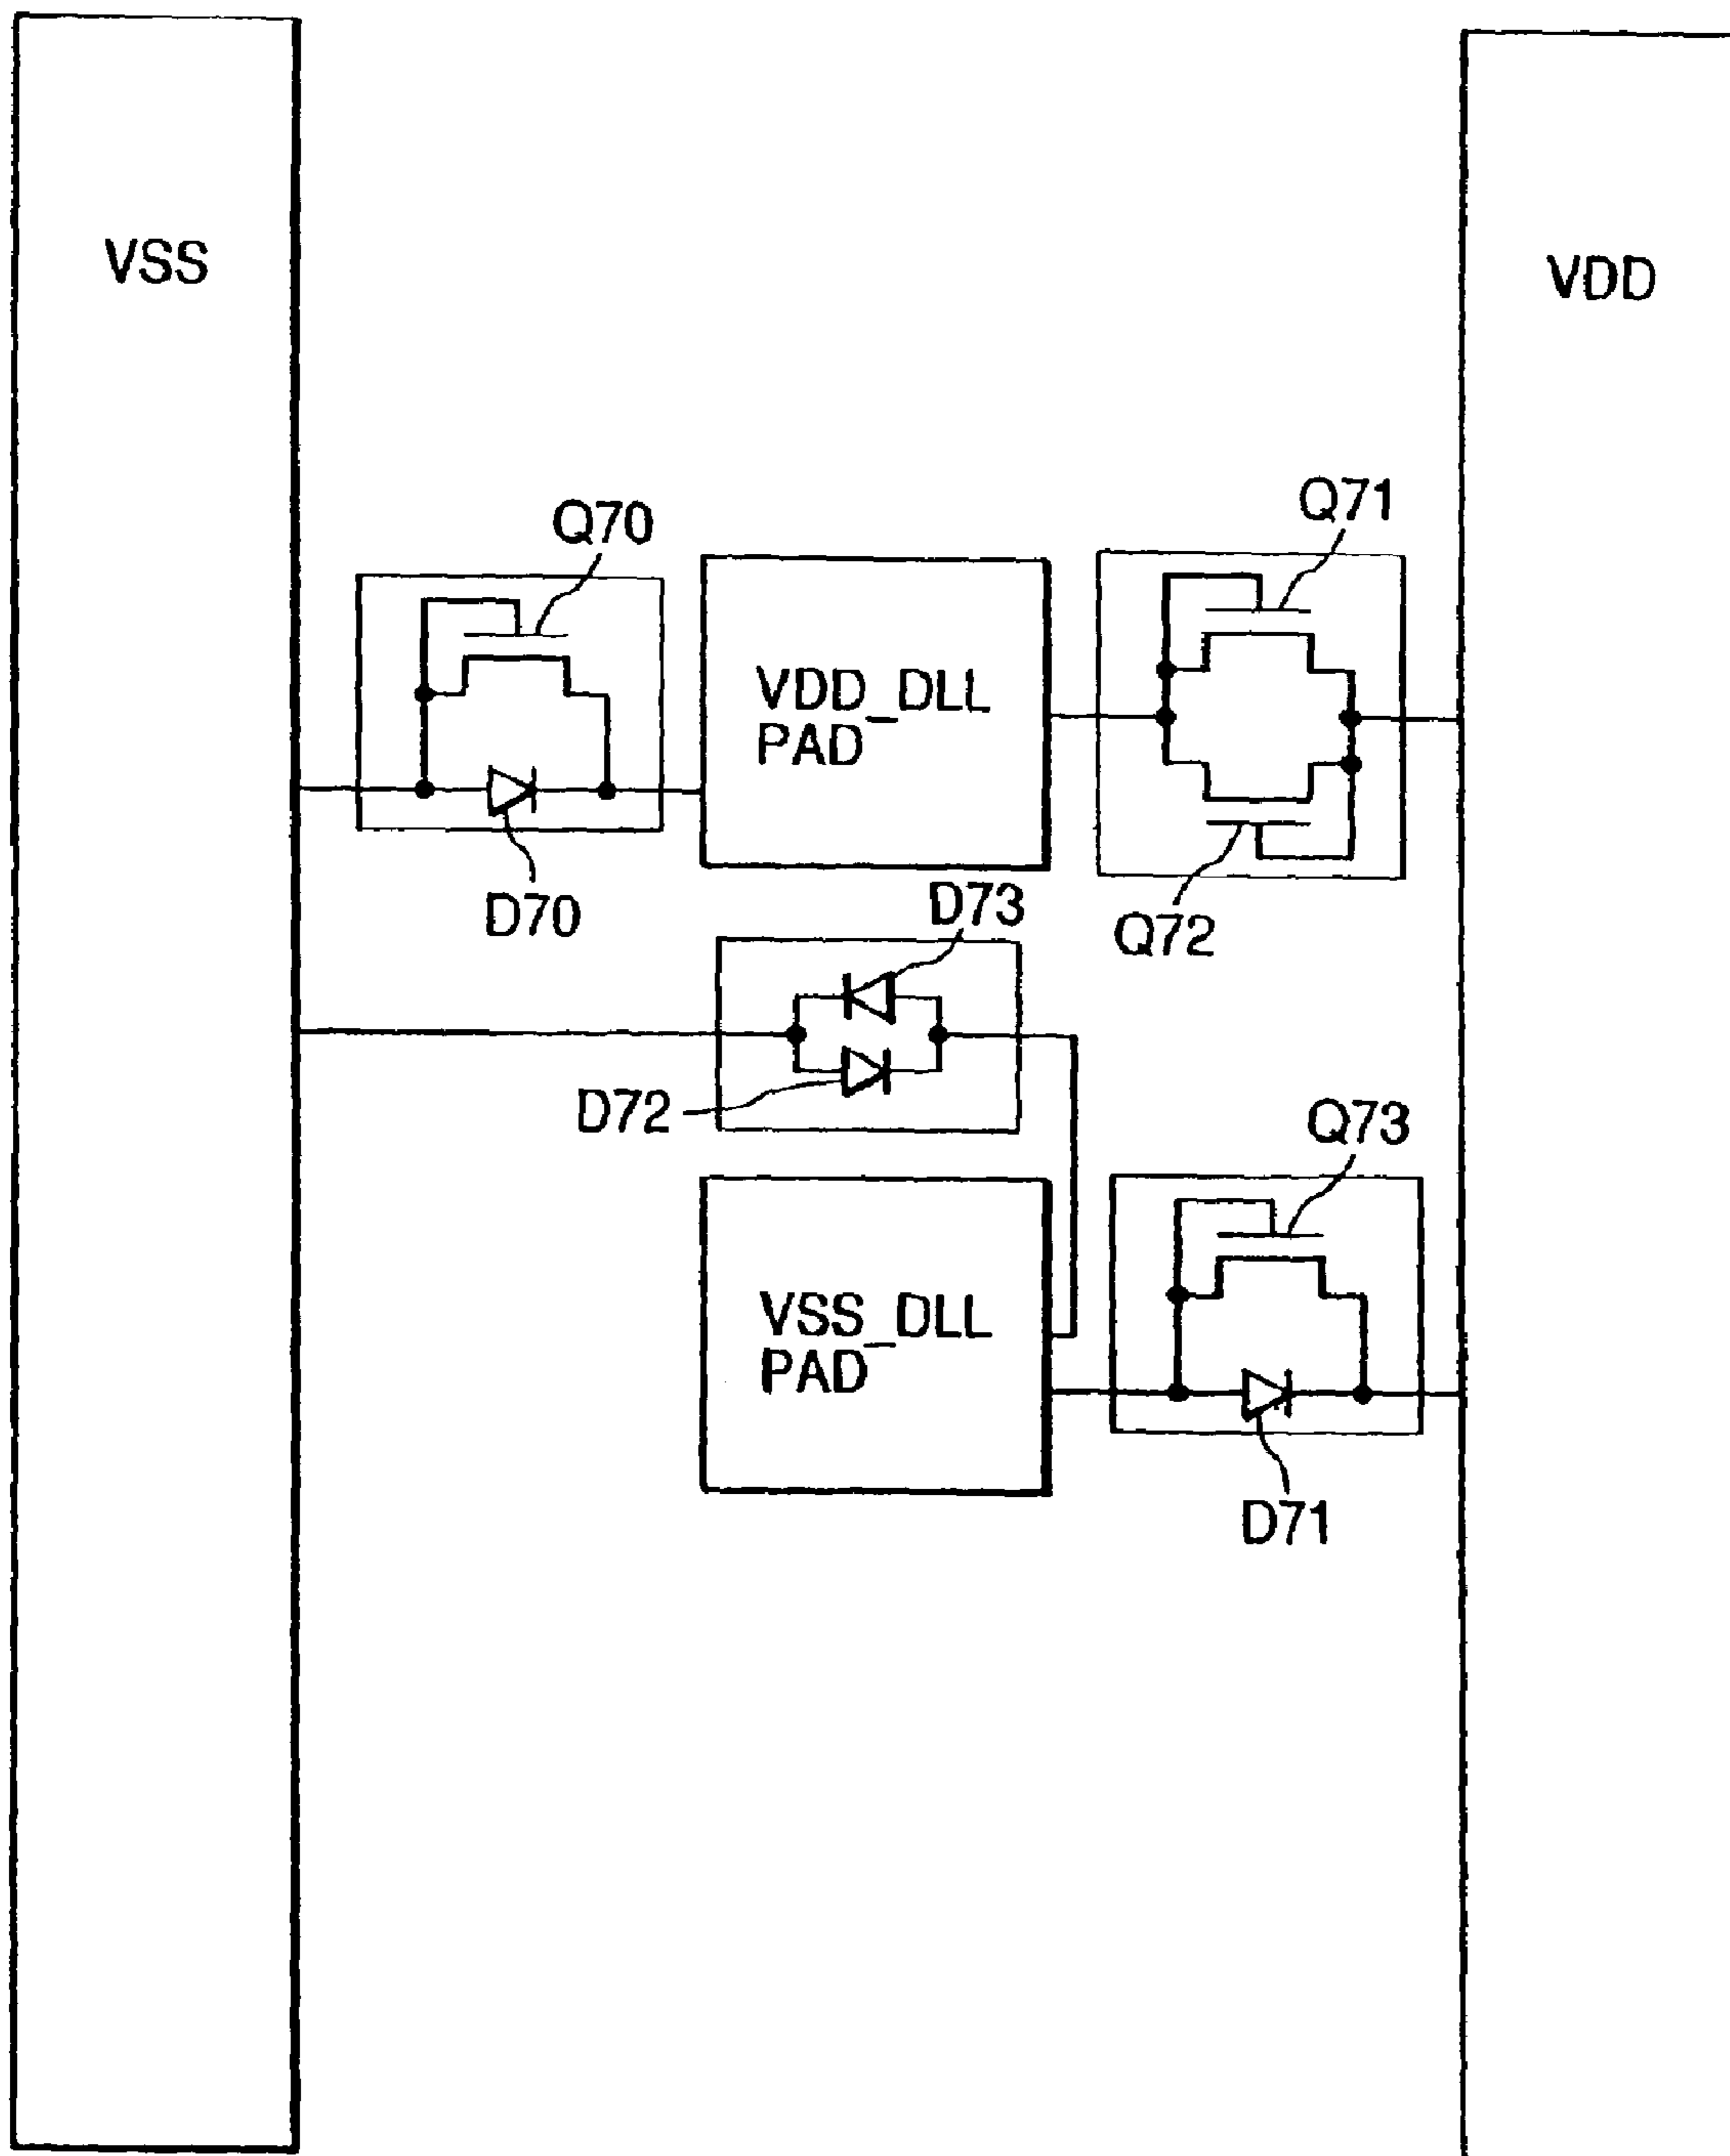 VSS
VDD
Q70
Q71
VDD_DLL
PAD
D70
D73
Q72
D72
Q73
VSS_DLL
PAD
D71